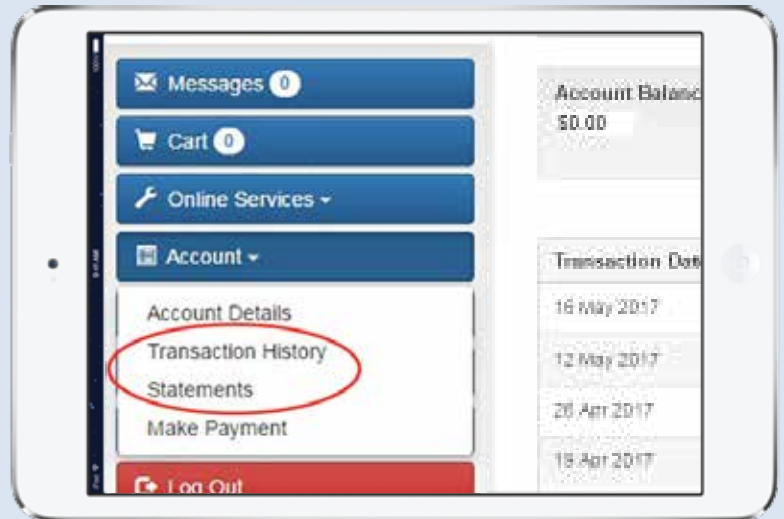 Messages 0
Cart 0
Online Services
Account
Account Details
Transaction History
Statements
Make Payment
Log Out
Account Balanc
$0.00
Transaction Dat
16 May 2017
12 May 2017
26 Apr 2017
19 Apr 2017